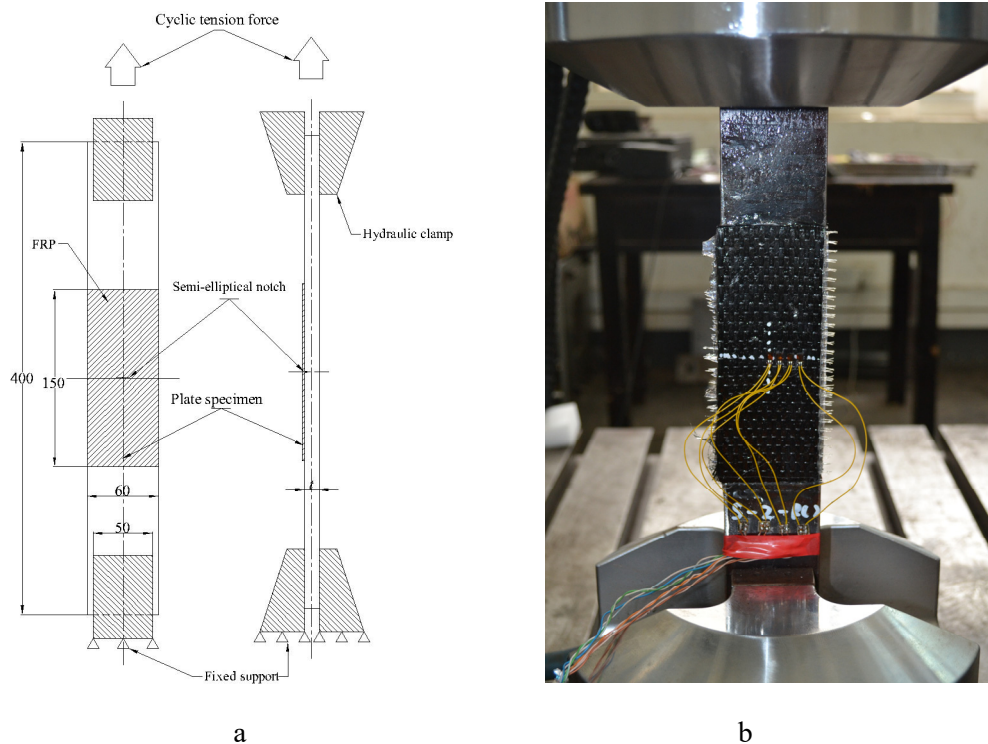 Cyclic tension force
Hydraulic clamp
FRP
Semi-elliptical notch
400
150
Plate specimen
t
60
50
Fixed support
a
b